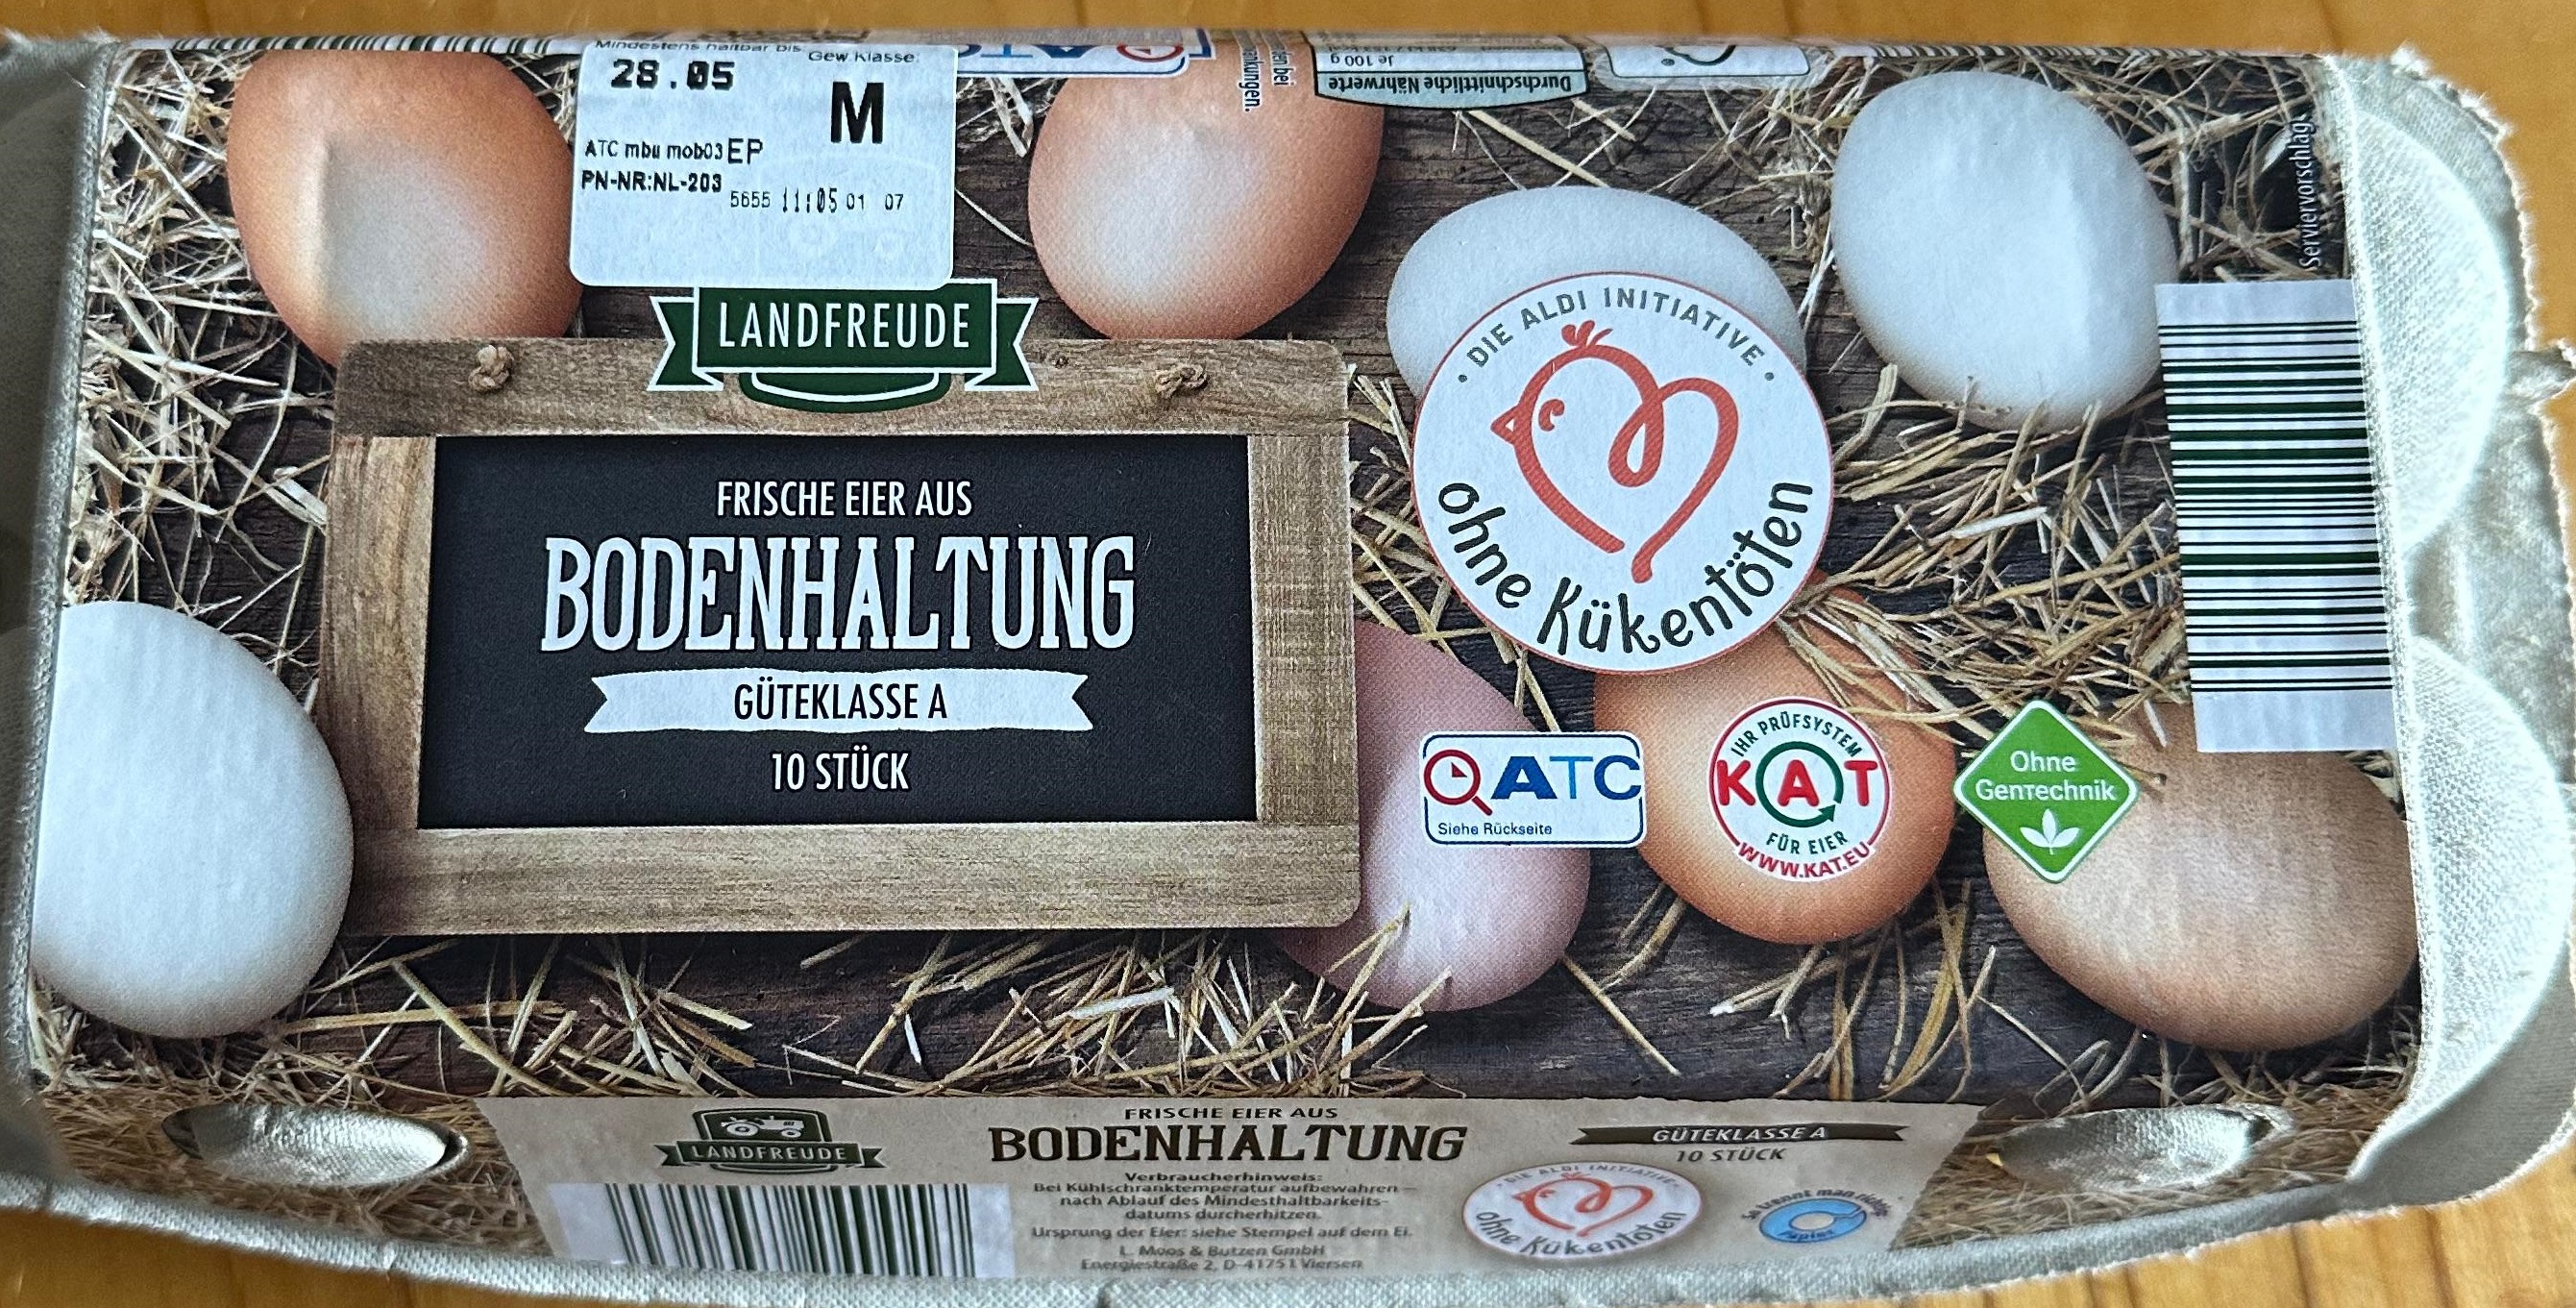 Mindestens haltbar bis
Gew Klasse:
28.05
M
ATC mbu mob03 EP
PN-NR:NL-203
5655 11:05 01 07
ATC
Durchschnittliche Nährwerte
Je 100 g
Serviervorschlag
LANDFREUDE
FRISCHE EIER AUS
BODENHALTUNG
GÜTEKLASSE A
10 STÜCK
• DIE ALDI INITIATIVE •
ohne Kükentöten
ATC
Siehe Rückseite
IHR PRÜFSYSTEM
KAT
FÜR EIER
WWW.KAT.EU
Ohne
GenTechnik
LANDFREUDE
FRISCHE EIER AUS
BODENHALTUNG
GÜTEKLASSE A
10 STÜCK
Verbraucherhinweis:
Bei Kühlschranktemperatur aufbewahren –
nach Ablauf des Mindesthaltbarkeits-
datums durcherhitzen.
Ursprung der Eier: siehe Stempel auf dem Ei.
L. Moos & Butzen GmbH
Energiestraße 2, D-41751 Viersen
DIE ALDI INITIATIVE
ohne Kükentöten
Papier